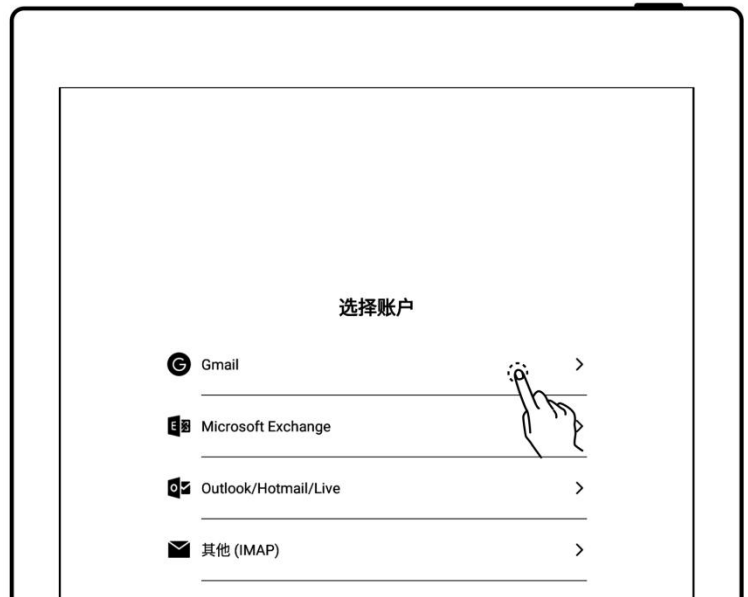 选择账户
Gmail
Microsoft Exchange
Outlook/Hotmail/Live
其他 (IMAP)